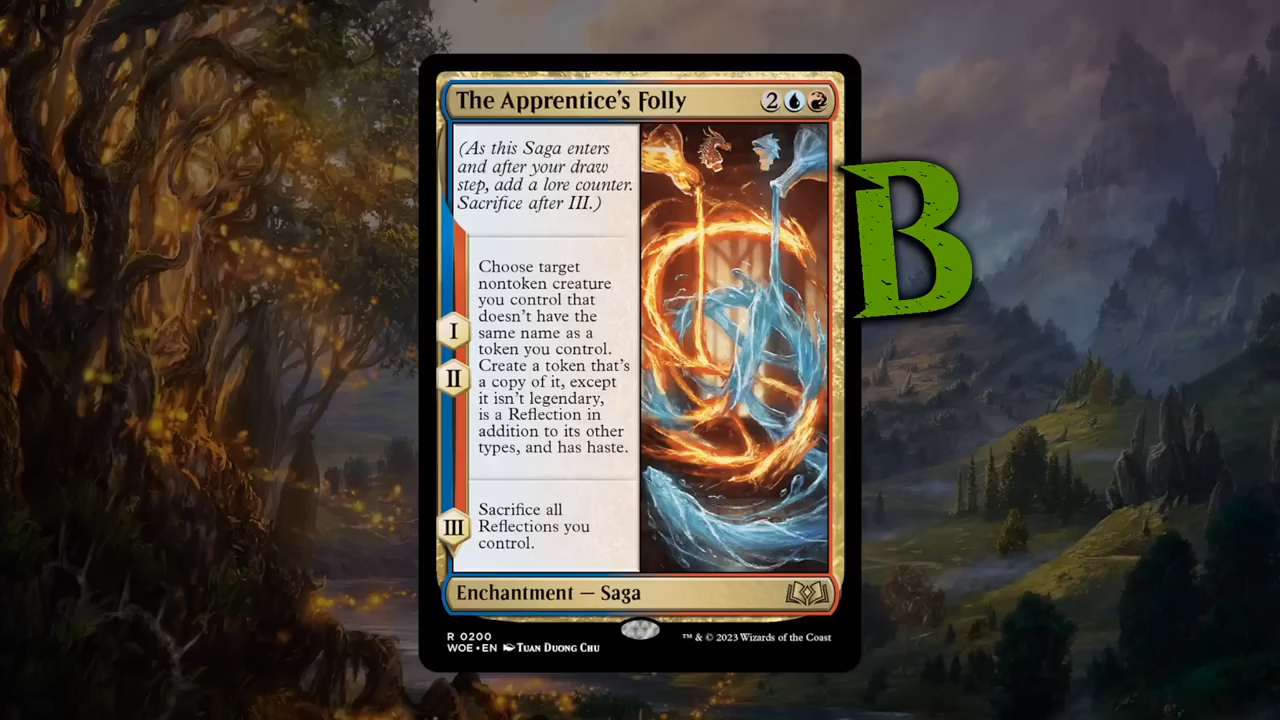 The Apprentice's Folly 2
(As this Saga enters
and after your draw
step, add a lore counter.
Sacrifice after III.)
B
Choose target
nontoken creature
you control that
doesn't have the
I same name as a
token you control.
Create a token that's
II a copy of it, except
it isn't legendary,
is a Reflection in
addition to its other
types, and has haste.
Sacrifice all
III Reflections you
control.
Enchantment — Saga
R 0200
WOE • EN Tuan Duong Chu
™ & © 2023 Wizards of the Coast